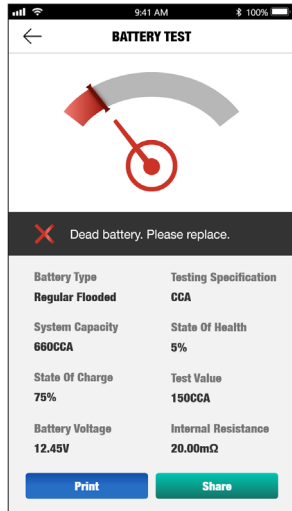 9:41 AM
100%
BATTERY TEST
Dead battery. Please replace.
Battery Type
Testing Specification
Regular Flooded
CCA
System Capacity
State Of Health
660CCA
5%
State Of Charge
Test Value
75%
150CCA
Battery Voltage
Internal Resistance
12.45V
20.00mΩ
Print
Share